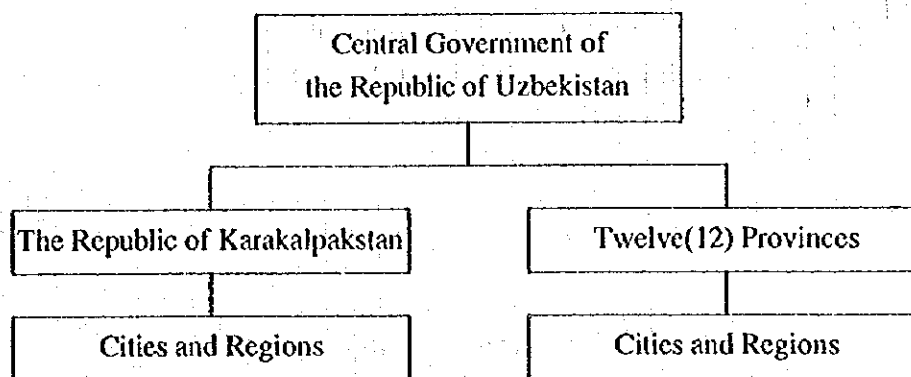 Central Government of
the Republic of Uzbekistan
The Republic of Karakalpakstan
Twelve(12) Provinces
Cities and Regions
Cities and Regions